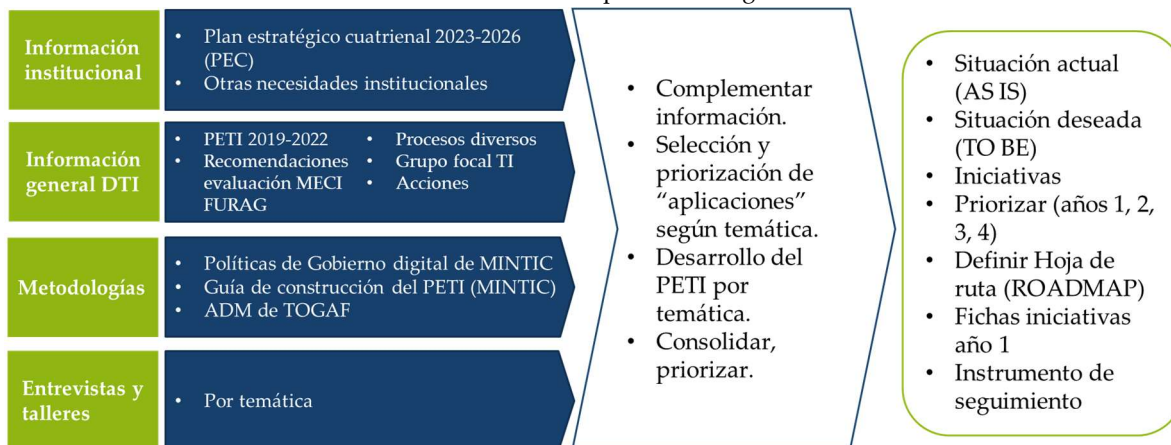 Información
institucional
• Plan estratégico cuatrienal 2023-2026
(PEC)
• Otras necesidades institucionales
Información
general DTI
• PETI 2019-2022
• Recomendaciones
evaluación MECI
FURAG
• Procesos diversos
• Grupo focal TI
• Acciones
Metodologías
• Políticas de Gobierno digital de MINTIC
• Guía de construcción del PETI (MINTIC)
• ADM de TOGAF
Entrevistas y
talleres
• Por temática
• Complementar
información.
• Selección y
priorización de
“aplicaciones”
según temática.
• Desarrollo del
PETI por
temática.
• Consolidar,
priorizar.
• Situación actual
(AS IS)
• Situación deseada
(TO BE)
• Iniciativas
• Priorizar (años 1, 2,
3, 4)
• Definir Hoja de
ruta (ROADMAP)
• Fichas iniciativas
año 1
• Instrumento de
seguimiento